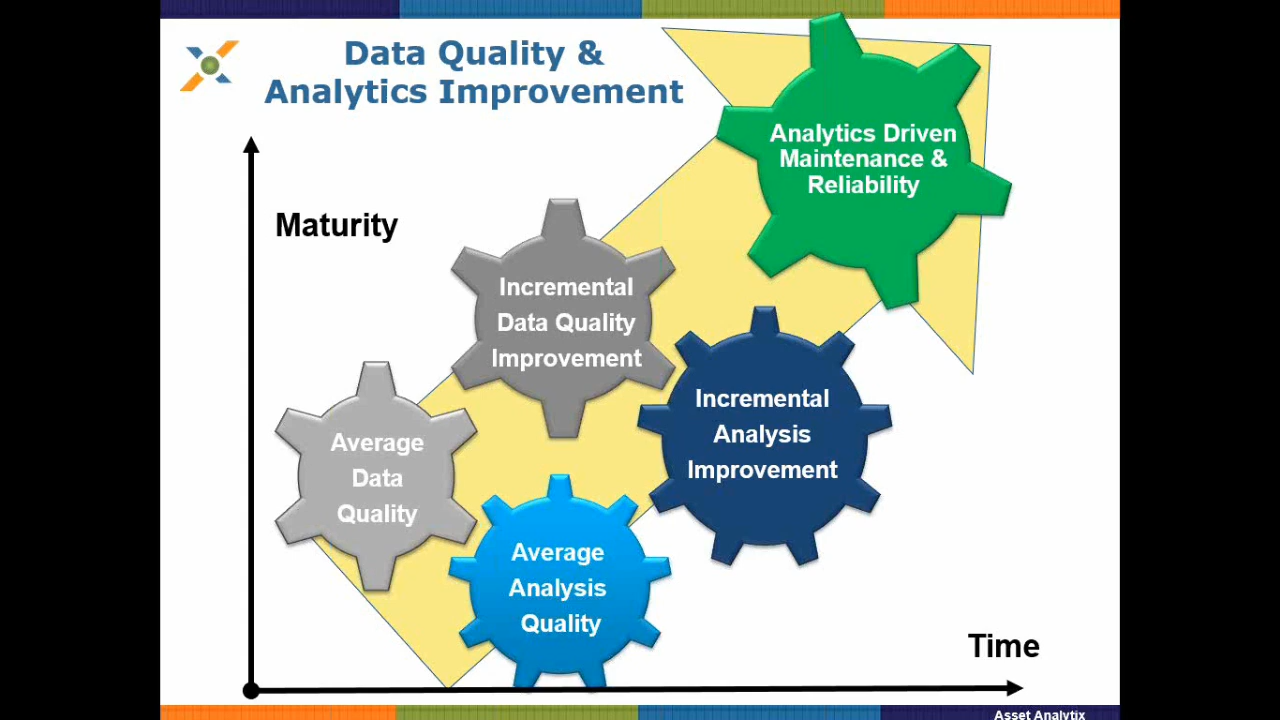 Data Quality &
Analytics Improvement
Analytics Driven
Maintenance &
Reliability
Maturity
Incremental
Data Quality
Improvement
Incremental
Analysis
Improvement
Average
Data
Quality
Average
Analysis
Quality
Time
Asset Analytix